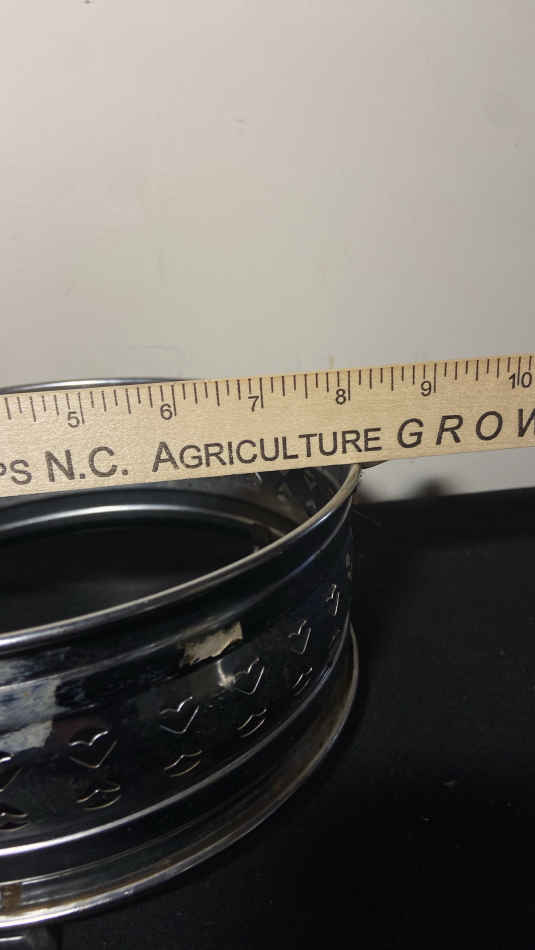 5 6 7 8 9 10
PS N.C. AGRICULTURE GROW